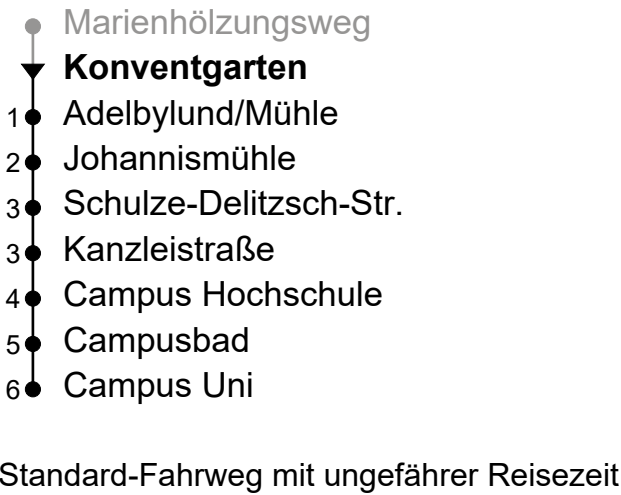 Marienhölzungsweg
Konventgarten
1 Adelbylund/Mühle
2 Johannismühle
3 Schulze-Delitzsch-Str.
3 Kanzleistraße
4 Campus Hochschule
5 Campusbad
6 Campus Uni
Standard-Fahrweg mit ungefährer Reisezeit